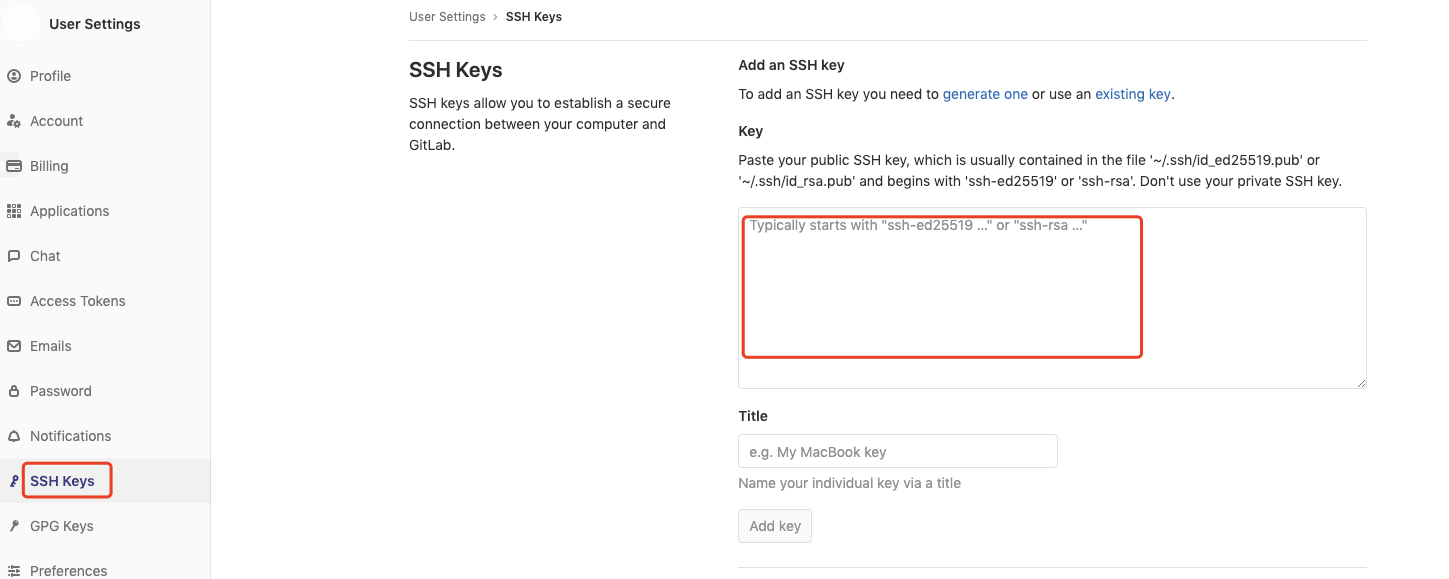 User Settings
Profile
Account
Billing
Applications
Chat
Access Tokens
Emails
Password
Notifications
SSH Keys
GPG Keys
Preferences
User Settings › SSH Keys
SSH Keys
SSH keys allow you to establish a secure
connection between your computer and
GitLab.
Add an SSH key
To add an SSH key you need to generate one or use an existing key.
Key
Paste your public SSH key, which is usually contained in the file '~/.ssh/id_ed25519.pub' or
'~/.ssh/id_rsa.pub' and begins with 'ssh-ed25519' or 'ssh-rsa'. Don't use your private SSH key.
Typically starts with "ssh-ed25519 …" or "ssh-rsa …"
Title
e.g. My MacBook key
Name your individual key via a title
Add key